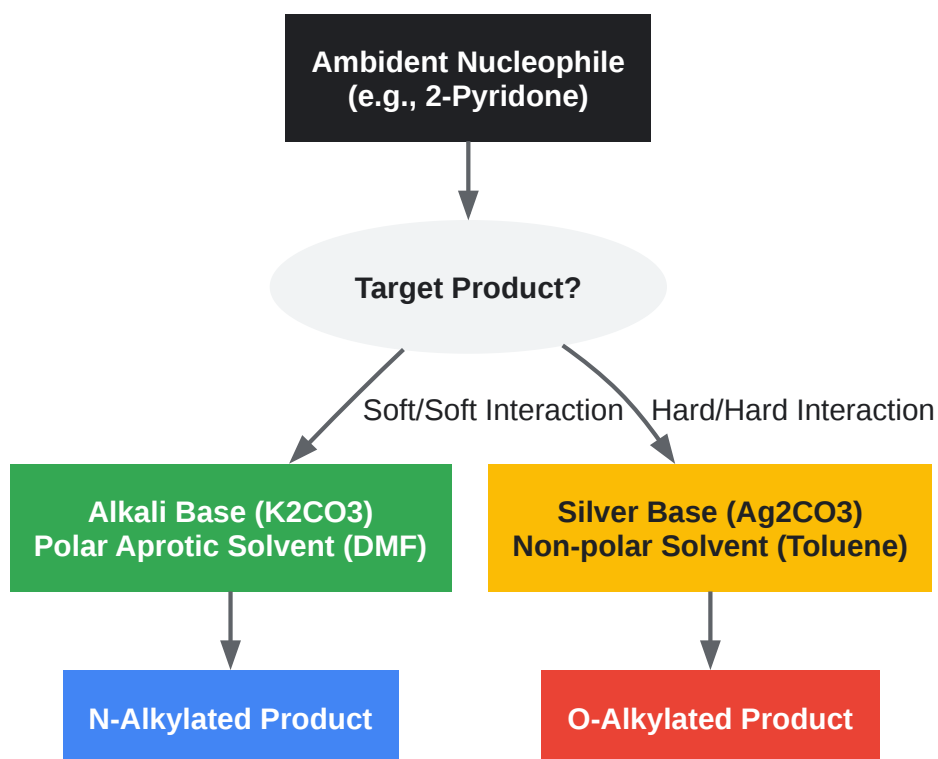 Ambident Nucleophile
(e.g., 2-Pyridone)
Target Product?
Soft/Soft Interaction
Hard/Hard Interaction
Alkali Base (K2CO3)
Polar Aprotic Solvent (DMF)
Silver Base (Ag2CO3)
Non-polar Solvent (Toluene)
N-Alkylated Product
O-Alkylated Product